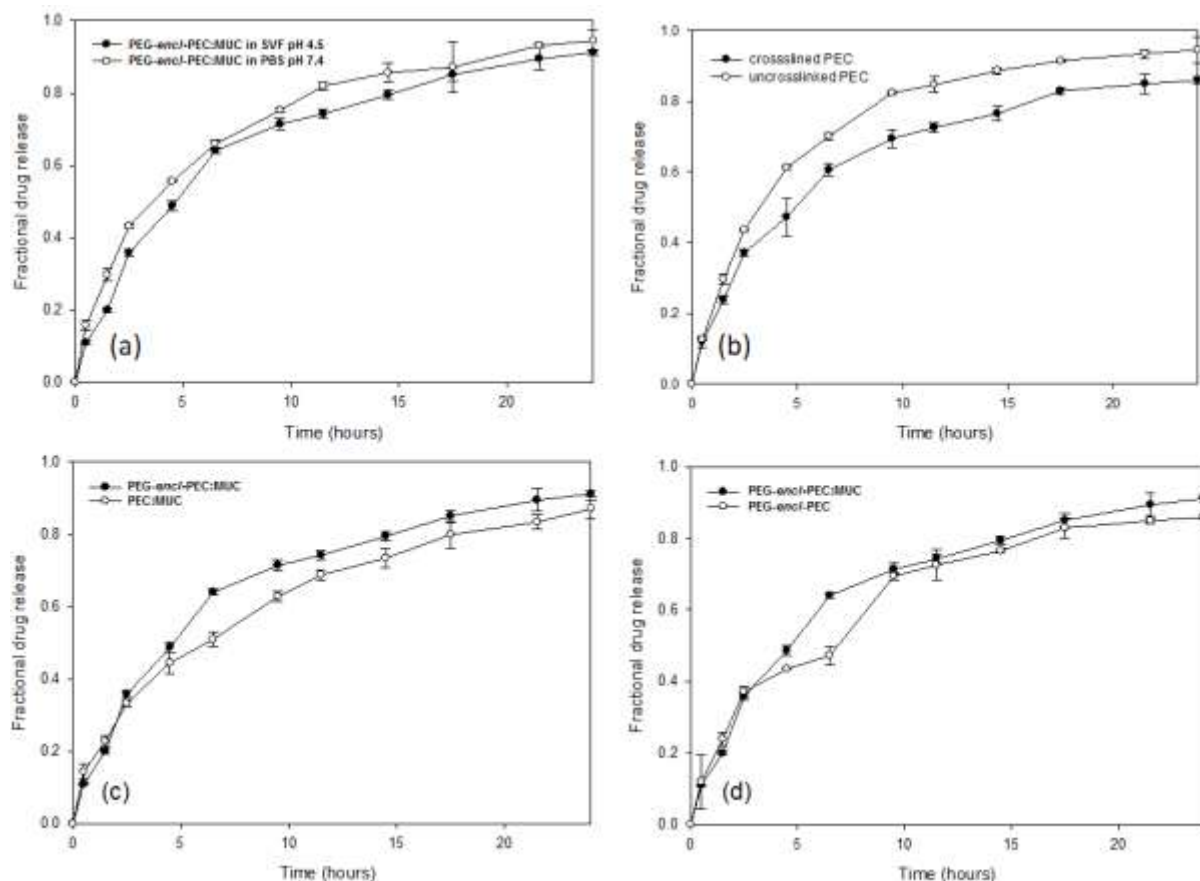 PEG-encl-PEC:MUC in SVF pH 4.5
PEG-encl-PEC:MUC in PBS pH 7.4
Fractional drug release
0.8
0.6
0.4
0.2
0.0
(a)
0 5 10 15 20
Time (hours)
crossslined PEC
uncrosslinked PEC
Fractional drug release
1.0
0.8
0.6
0.4
0.2
0.0
(b)
0 5 10 15 20
Time (hours)
PEG-encl-PEC:MUC
PEC:MUC
Fractional drug release
1.0
0.8
0.6
0.4
0.2
0.0
(c)
0 5 10 15 20
Time (hours)
PEG-encl-PEC:MUC
PEG-encl-PEC
Fractional drug release
1.0
0.8
0.6
0.4
0.2
0.0
(d)
0 5 10 15 20
Time (hours)